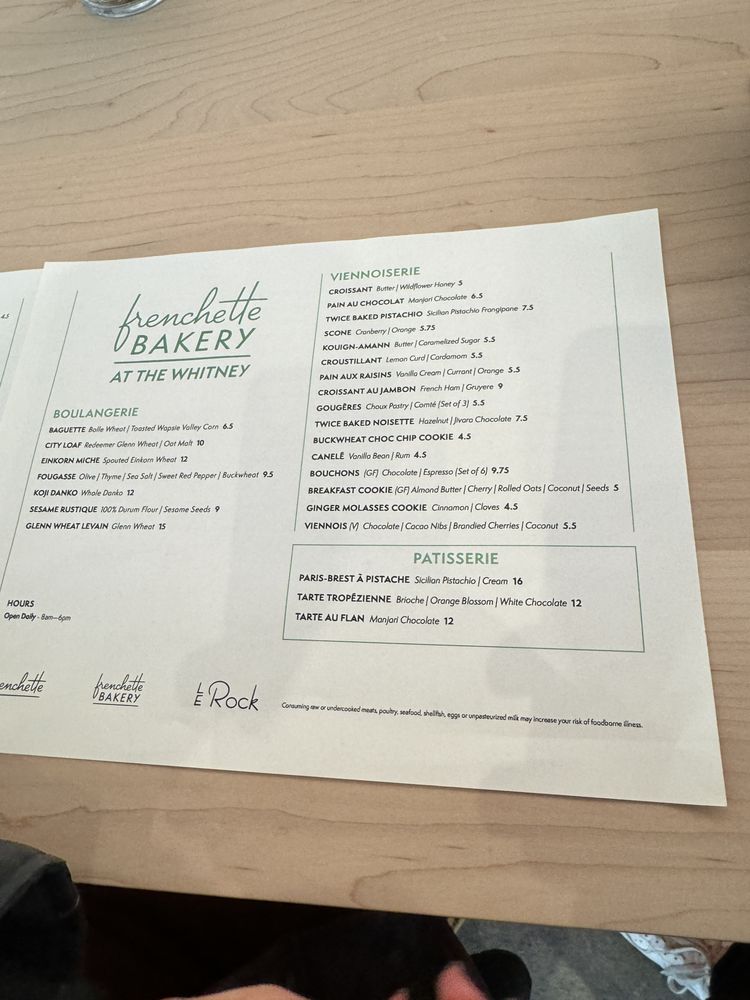 4.5
frenchette
BAKERY
AT THE WHITNEY
BOULANGERIE
BAGUETTE Bolle Wheat | Toasted Wapsie Valley Corn 6.5
CITY LOAF Redeemer Glenn Wheat | Oat Malt 10
EINKORN MICHE Spouted Einkorn Wheat 12
FOUGASSE Olive | Thyme | Sea Salt | Sweet Red Pepper | Buckwheat 9.5
KOJI DANKO Whole Danko 12
SESAME RUSTIQUE 100% Durum Flour | Sesame Seeds 9
GLENN WHEAT LEVAIN Glenn Wheat 15
HOURS
Open Daily - 8am—6pm
VIENNOISERIE
CROISSANT Butter | Wildflower Honey 5
PAIN AU CHOCOLAT Manjari Chocolate 6.5
TWICE BAKED PISTACHIO Sicilian Pistachio Frangipane 7.5
SCONE Cranberry | Orange 5.75
KOUIGN-AMANN Butter | Caramelized Sugar 5.5
CROUSTILLANT Lemon Curd | Cardamom 5.5
PAIN AUX RAISINS Vanilla Cream | Currant | Orange 5.5
CROISSANT AU JAMBON French Ham | Gruyere 9
GOUGÈRES Choux Pastry | Comté (Set of 3) 5.5
TWICE BAKED NOISETTE Hazelnut | Jivara Chocolate 7.5
BUCKWHEAT CHOC CHIP COOKIE 4.5
CANELÉ Vanilla Bean | Rum 4.5
BOUCHONS (GF) Chocolate | Espresso (Set of 6) 9.75
BREAKFAST COOKIE (GF) Almond Butter | Cherry | Rolled Oats | Coconut | Seeds 5
GINGER MOLASSES COOKIE Cinnamon | Cloves 4.5
VIENNOIS (V) Chocolate | Cacao Nibs | Brandied Cherries | Coconut 5.5
PATISSERIE
PARIS-BREST À PISTACHE Sicilian Pistachio | Cream 16
TARTE TROPÉZIENNE Brioche | Orange Blossom | White Chocolate 12
TARTE AU FLAN Manjari Chocolate 12
enchette
frenchette
BAKERY
LE Rock
Consuming raw or undercooked meats, poultry, seafood, shellfish, eggs or unpasteurized milk may increase your risk of foodborne illness.